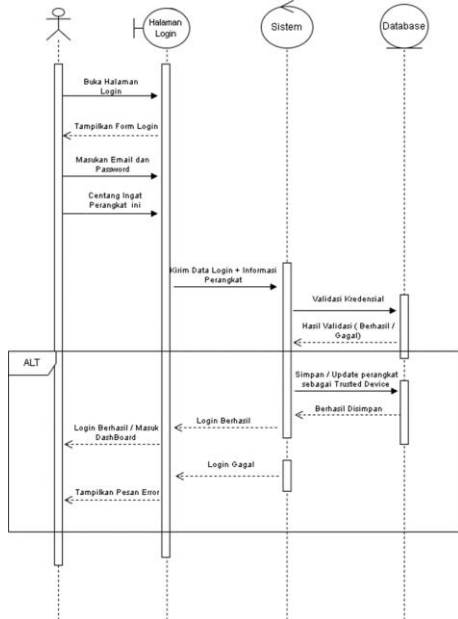 Halaman
Login
Sistem
Database
Buka Halaman
Login
Tampilkan Form Login
Masukan Email dan
Password
Centang Ingat
Perangkat ini
Kirim Data Login + Informasi
Perangkat
Validasi Kredensial
Hasil Validasi ( Berhasil /
Gagal)
ALT
Simpan / Update perangkat
sebagai Trusted Device
Berhasil Disimpan
Login Berhasil
Login Berhasil / Masuk
DashBoard
Login Gagal
Tampilkan Pesan Error